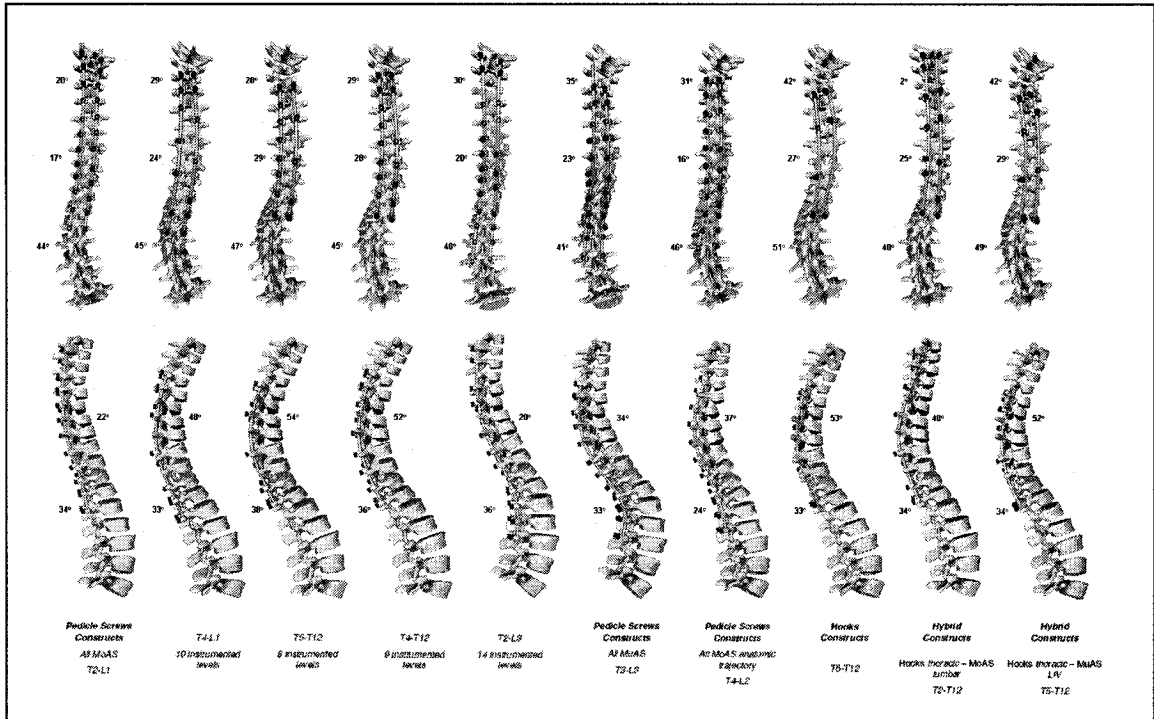 20° 29° 28° 29° 30° 35° 31° 42° 2° 42°
17° 24° 29° 28° 20° 23° 16° 27° 25° 29°
44° 45° 47° 45° 40° 41° 46° 51° 48° 49°
22° 48° 54° 52° 20° 34° 37° 53° 48° 52°
34° 33° 38° 36° 36° 33° 24° 33° 34° 34°
Pedicle Screws
Constructs
All MoAS
T2-L1
T4-L1
10 instrumented
levels
T5-T12
8 instrumented
levels
T4-T12
9 instrumented
levels
T2-L3
14 instrumented
levels
Pedicle Screws
Constructs
All MuAS
T3-L3
Pedicle Screws
Constructs
All MoAS anatomic
trajectory
T4-L2
Hooks
Constructs
T5-T12
Hybrid
Constructs
Hooks thoracic – MoAS
lumbar
T2-T12
Hybrid
Constructs
Hooks thoracic – MuAS
LIV
T5-T12